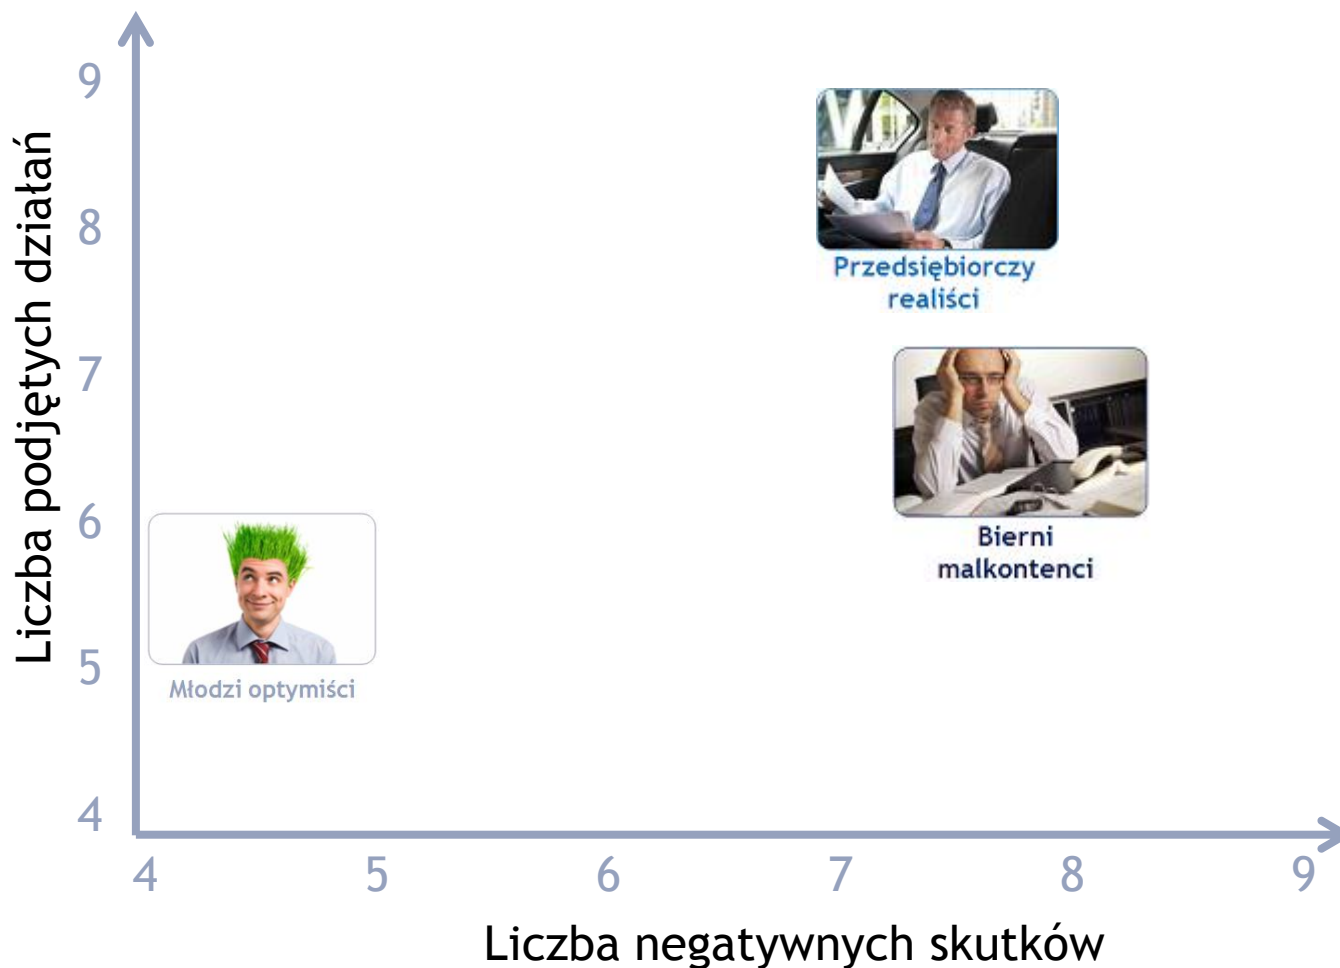 Liczba podjętych działań
9
8
7
6
5
4
Przedsiębiorczy
realiści
Bierni
malkontenci
Młodzi optymiści
4 5 6 7 8 9
Liczba negatywnych skutków